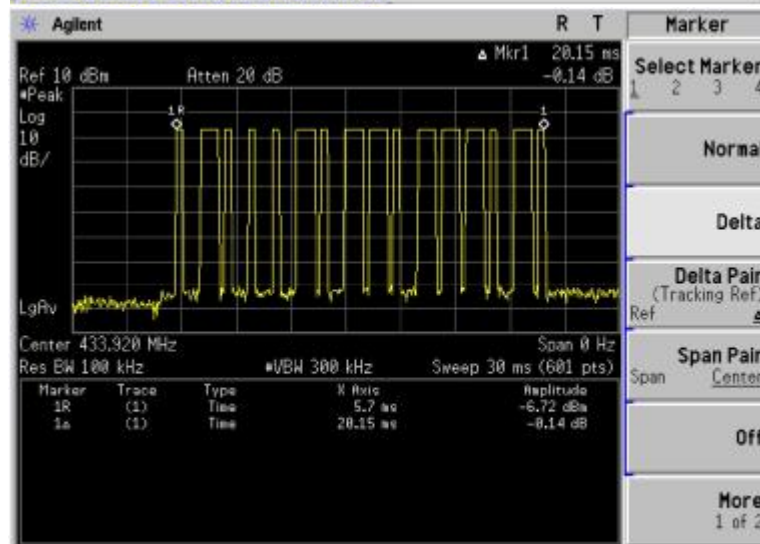 Agilent R T
Marker
▵ Mkr1 20.15 ms
Ref 10 dBm Atten 20 dB -0.14 dB
#Peak
Log
10
dB/
1R
1
LgAv
Center 433.920 MHz Span 0 Hz
Res BW 100 kHz #VBW 300 kHz Sweep 30 ms (601 pts)
Marker Trace Type X Axis Amplitude
1R (1) Time 5.7 ms -6.72 dBm
1▵ (1) Time 20.15 ms -0.14 dB
Select Marker
1 2 3 4
Normal
Delta
Delta Pair
(Tracking Ref)
Ref ▵
Span Pair
Span Center
Off
More
1 of 2